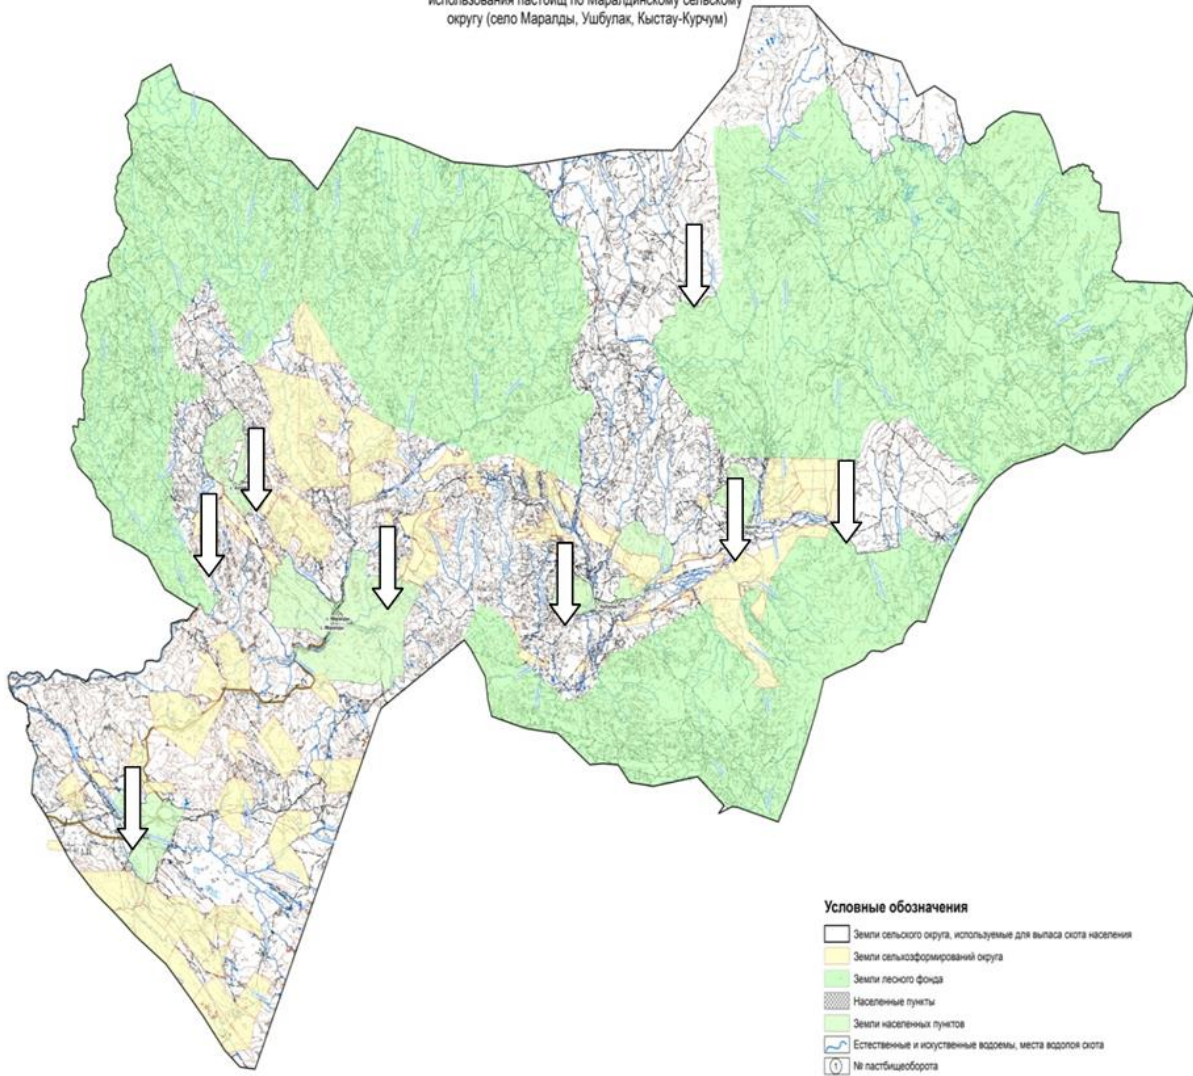 использования пастбищ по Маралдинскому сельскому
округу (село Маралды, Ушбулак, Кыстау-Курчум)
Условные обозначения
Земли сельского округа, используемые для выпаса скота населения
Земли сельхозформирований округа
Земли лесного фонда
Населенные пункты
Земли населенных пунктов
Естественные и искуственные водоемы, места водопоя скота
1 № пастбищеоборота